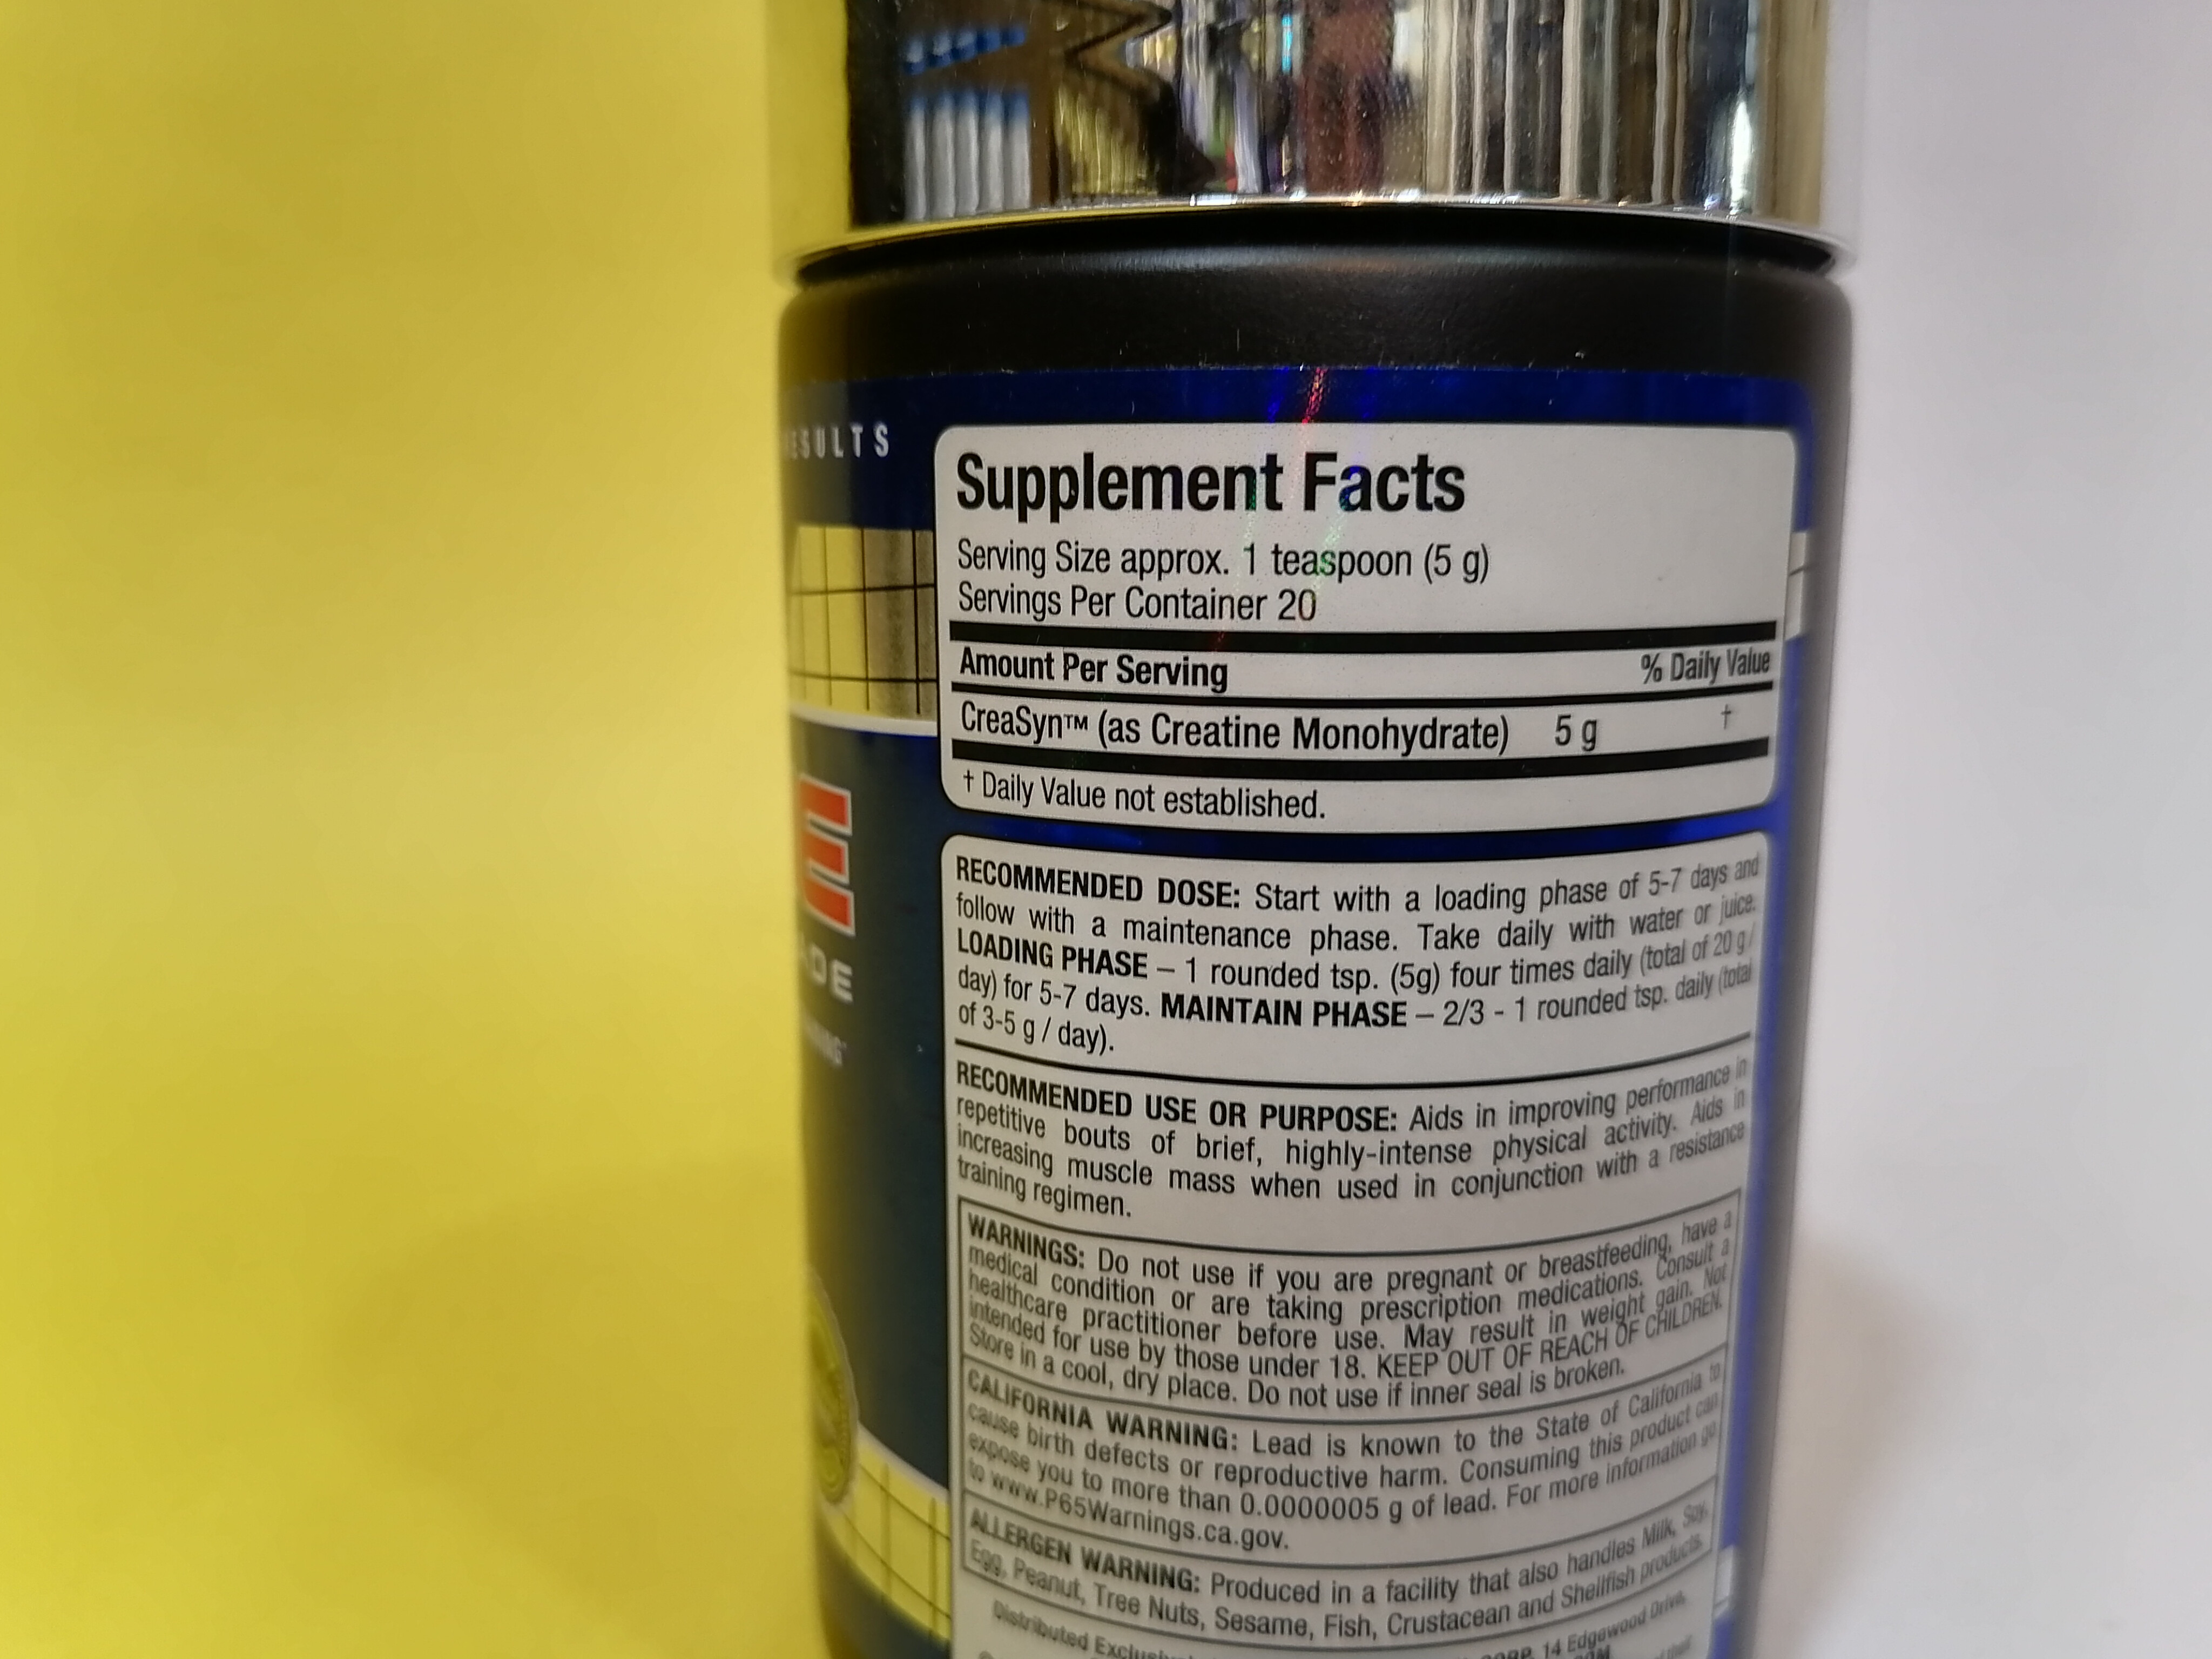 RESULTS
Supplement Facts
Serving Size approx. 1 teaspoon (5 g)
Servings Per Container 20
Amount Per Serving % Daily Value
CreaSyn™ (as Creatine Monohydrate) 5 g †
† Daily Value not established.
E
DE
RECOMMENDED DOSE: Start with a loading phase of 5-7 days and
follow with a maintenance phase. Take daily with water or juice.
LOADING PHASE – 1 rounded tsp. (5g) four times daily (total of 20 g /
day) for 5-7 days. MAINTAIN PHASE – 2/3 - 1 rounded tsp. daily (total
of 3-5 g / day).
RECOMMENDED USE OR PURPOSE: Aids in improving performance in
repetitive bouts of brief, highly-intense physical activity. Aids in
increasing muscle mass when used in conjunction with a resistance
training regimen.
WARNINGS: Do not use if you are pregnant or breastfeeding, have a
medical condition or are taking prescription medications. Consult a
healthcare practitioner before use. May result in weight gain. Not
intended for use by those under 18. KEEP OUT OF REACH OF CHILDREN.
Store in a cool, dry place. Do not use if inner seal is broken.
CALIFORNIA WARNING: Lead is known to the State of California to
cause birth defects or reproductive harm. Consuming this product can
expose you to more than 0.0000005 g of lead. For more information go
to www.P65Warnings.ca.gov.
ALLERGEN WARNING: Produced in a facility that also handles Milk, Soy,
Egg, Peanut, Tree Nuts, Sesame, Fish, Crustacean and Shellfish products.
Distributed 14 Edgewood Drive,